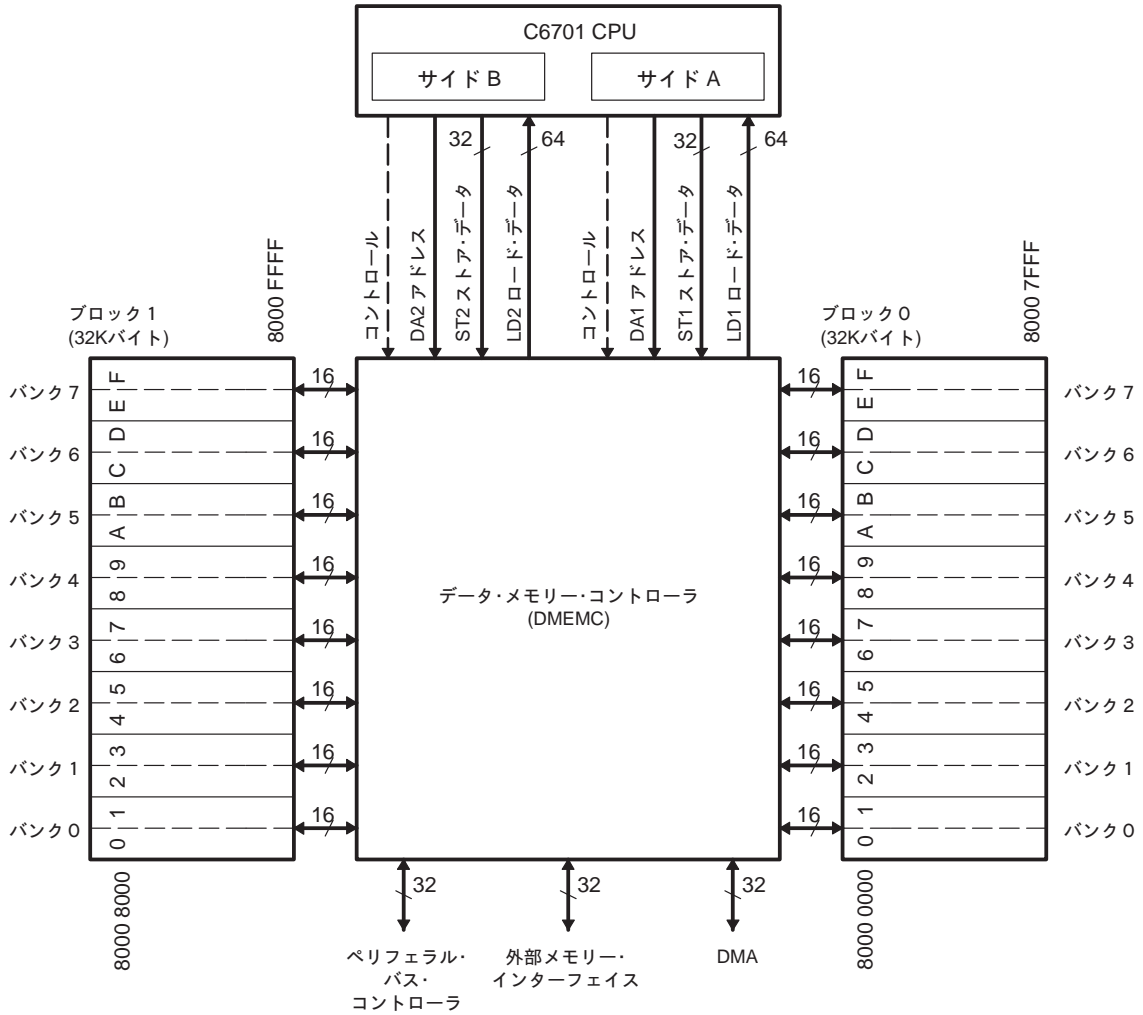 C6701 CPU
サイド B
サイド A
32
64
32
64
コントロール
DA2 アドレス
ST2 ストア・データ
LD2 ロード・データ
コントロール
DA1 アドレス
ST1 ストア・データ
LD1 ロード・データ
ブロック 1
(32Kバイト)
8000 FFFF
ブロック 0
(32Kバイト)
8000 7FFF
バンク 7
F
E
16
16
F
E
バンク 7
バンク 6
D
C
16
16
D
C
バンク 6
バンク 5
B
A
16
16
B
A
バンク 5
バンク 4
9
8
16
16
9
8
バンク 4
データ・メモリー・コントローラ
(DMEMC)
バンク 3
7
6
16
16
7
6
バンク 3
バンク 2
5
4
16
16
5
4
バンク 2
バンク 1
3
2
16
16
3
2
バンク 1
バンク 0
1
0
16
16
1
0
バンク 0
8000 8000
32
32
32
8000 0000
ペリフェラル・
バス・
コントローラ
外部メモリー・
インターフェイス
DMA